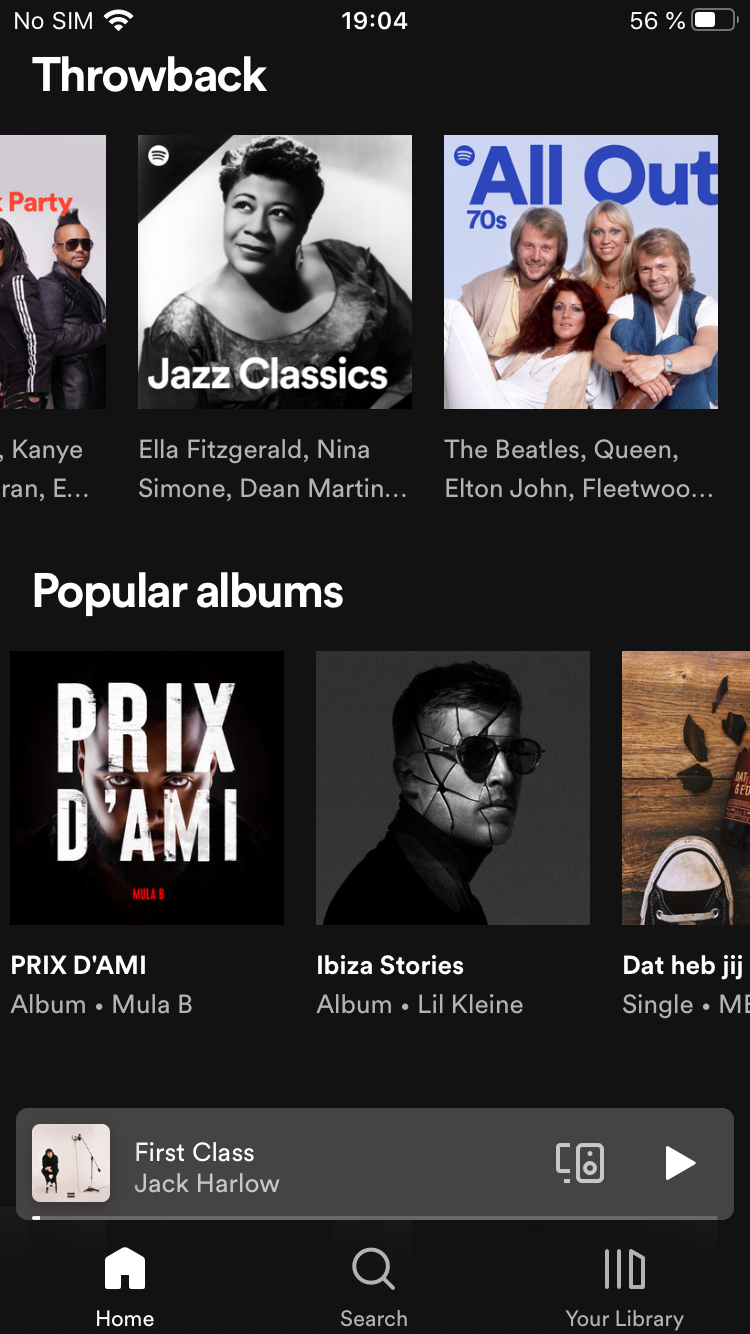 No SIM 19:04 56 %
Throwback
Party
Jazz Classics
All Out
70s
, Kanye
ran, E...
Ella Fitzgerald, Nina
Simone, Dean Martin...
The Beatles, Queen,
Elton John, Fleetwoo...
Popular albums
PRIX
D'AMI
MULA B
DAT
PRIX D'AMI
Album • Mula B
Ibiza Stories
Album • Lil Kleine
Dat heb jij
Single • ME
First Class
Jack Harlow
Home
Search
Your Library